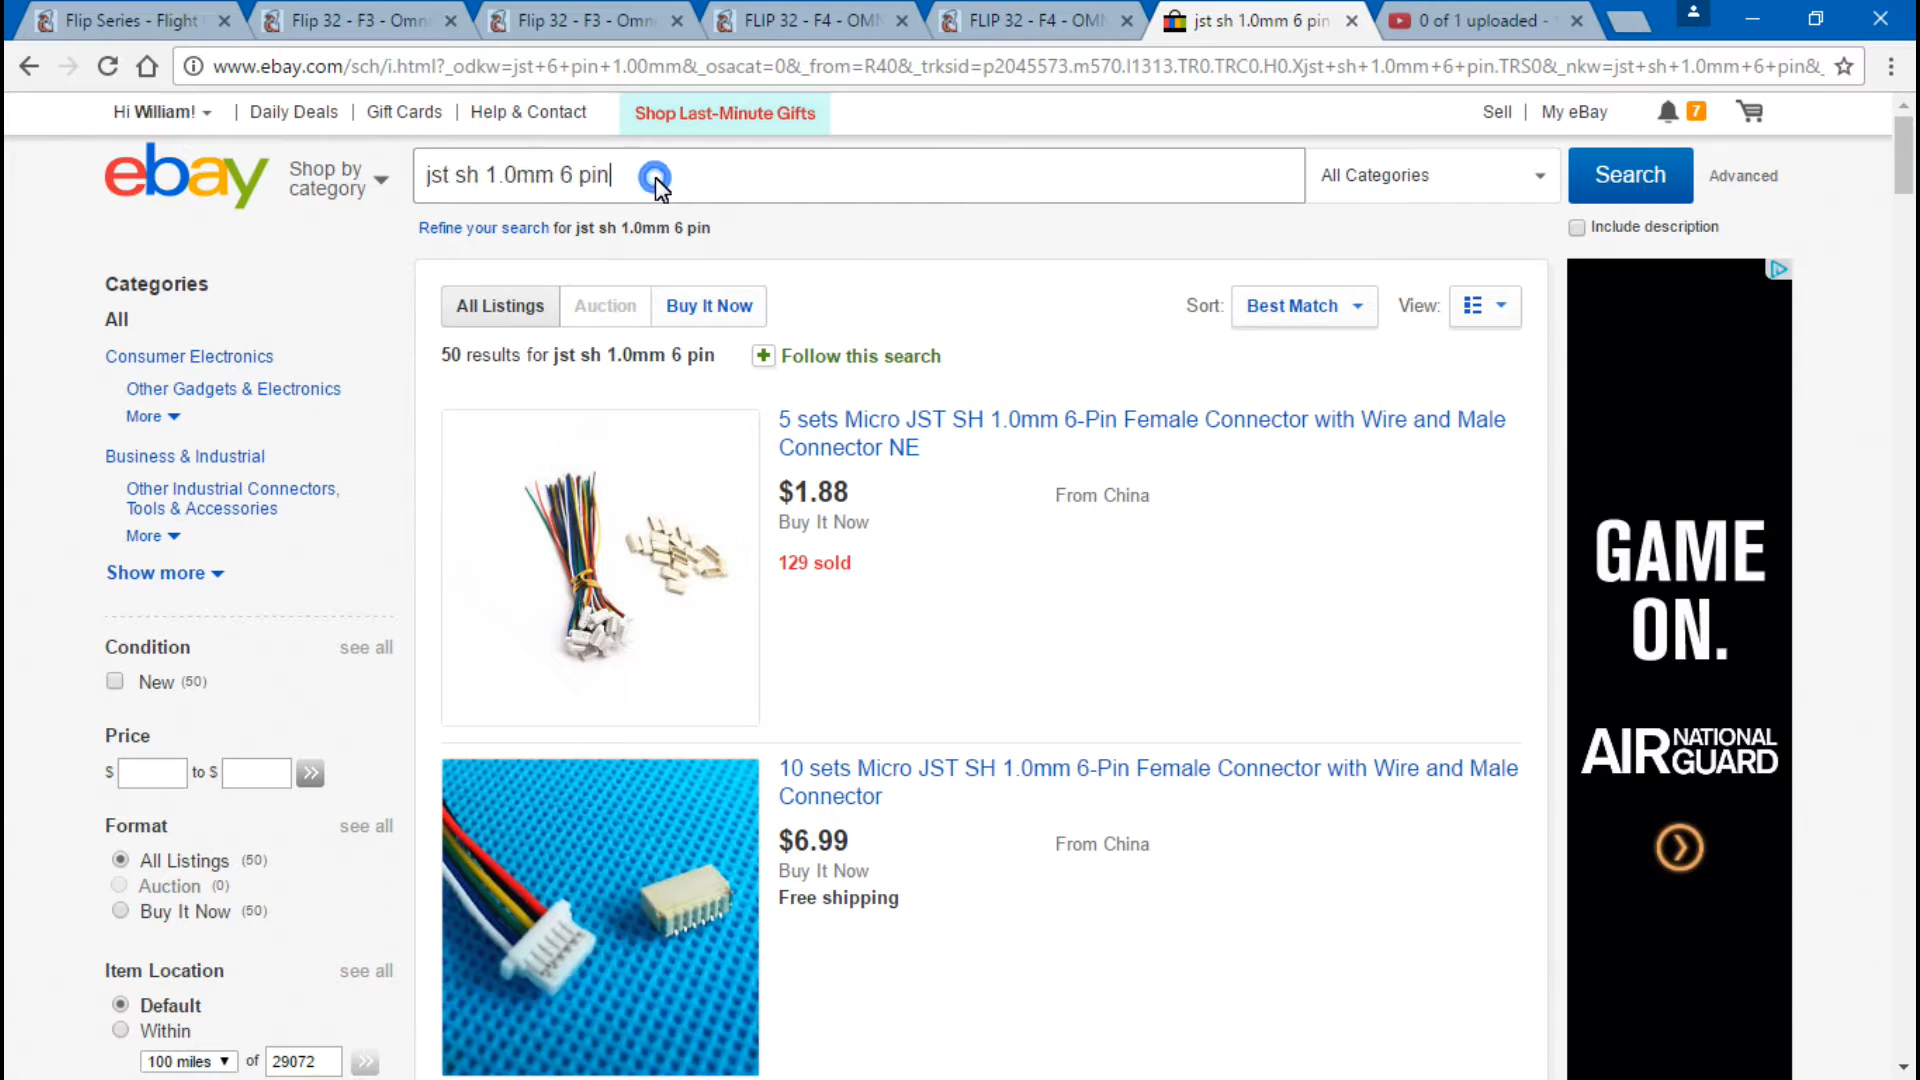 Flip Series - Flight
Flip 32 - F3 - Omn
Flip 32 - F3 - Omn
FLIP 32 - F4 - OMN
FLIP 32 - F4 - OMN
jst sh 1.0mm 6 pin
0 of 1 uploaded -
www.ebay.com/sch/i.html?_odkw=jst+6+pin+1.00mm&_osacat=0&_from=R40&_trksid=p2045573.m570.l1313.TR0.TRC0.H0.Xjst+sh+1.0mm+6+pin.TRS0&_nkw=jst+sh+1.0mm+6+pin&_
Hi William! | Daily Deals | Gift Cards | Help & Contact
Shop Last-Minute Gifts
Sell | My eBay
7
ebay
Shop by
category
jst sh 1.0mm 6 pin
All Categories
Search
Advanced
Refine your search for jst sh 1.0mm 6 pin
Include description
Categories
All
Consumer Electronics
Other Gadgets & Electronics
More
Business & Industrial
Other Industrial Connectors,
Tools & Accessories
More
Show more
Condition see all
New (50)
Price
$ to $
Format see all
All Listings (50)
Auction (0)
Buy It Now (50)
Item Location see all
Default
Within
100 miles of 29072
All Listings Auction Buy It Now
Sort: Best Match View:
50 results for jst sh 1.0mm 6 pin
Follow this search
5 sets Micro JST SH 1.0mm 6-Pin Female Connector with Wire and Male
Connector NE
$1.88 From China
Buy It Now
129 sold
10 sets Micro JST SH 1.0mm 6-Pin Female Connector with Wire and Male
Connector
$6.99 From China
Buy It Now
Free shipping
GAME
ON.
AIR NATIONAL
GUARD